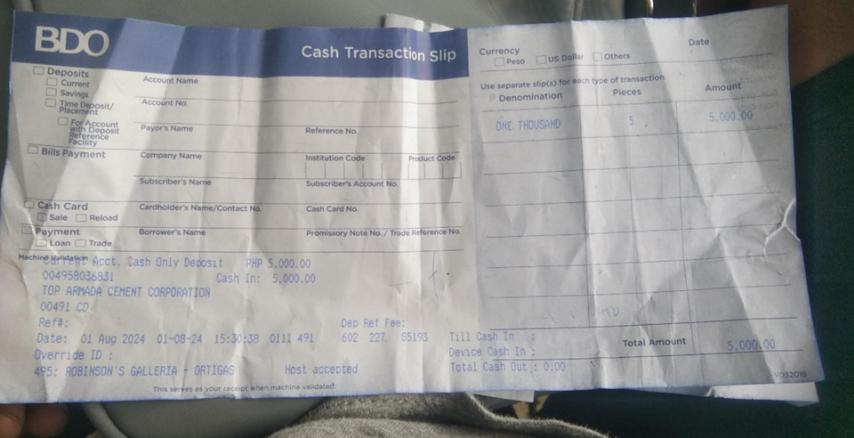 BDO
Cash Transaction Slip
Deposits
Current
Savings
Time Deposit/
Placement
For Account
with Deposit
Reference
Facility
Bills Payment
Cash Card
Sale Reload
Payment
Loan Trade
Account Name
Account No.
Payor's Name Reference No.
Company Name Institution Code Product Code
Subscriber's Name Subscriber's Account No.
Cardholder's Name/Contact No. Cash Card No.
Borrower's Name Promissory Note No./ Trade Reference No.
Currency
Peso US Dollar Others
Date
Use separate slip(s) for each type of transaction
Denomination Pieces Amount
ONE THOUSAND 5 5,000.00
Machine Validation
Current Acct. Cash Only Deposit PHP 5,000.00
004958036831 Cash In: 5,000.00
TOP ARMADA CEMENT CORPORATION
00491 CD
Ref#: Dep Ref Fee:
Date: 01 Aug 2024 01-08-24 15:30:38 0111 491 602 227 S5193 Till Cash In :
Override ID : Device Cash In :
495: ROBINSON'S GALLERIA - ORTIGAS Host accepted Total Cash Out : 0.00
Total Amount 5,000.00
This serves as your receipt when machine validated
V032016